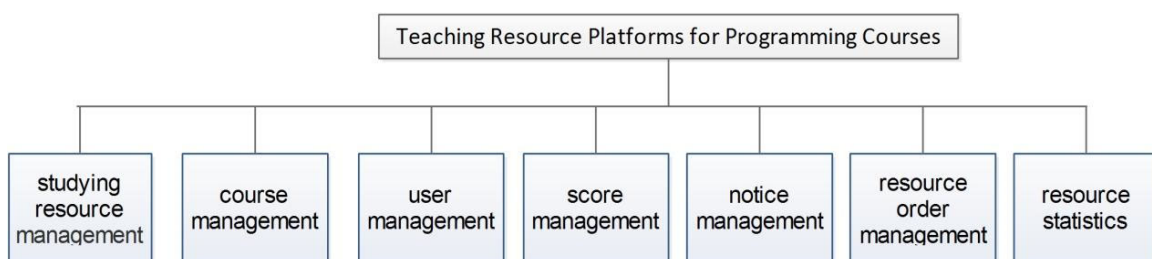 Teaching Resource Platforms for Programming Courses
studying
resource
management
course
management
user
management
score
management
notice
management
resource
order
management
resource
statistics